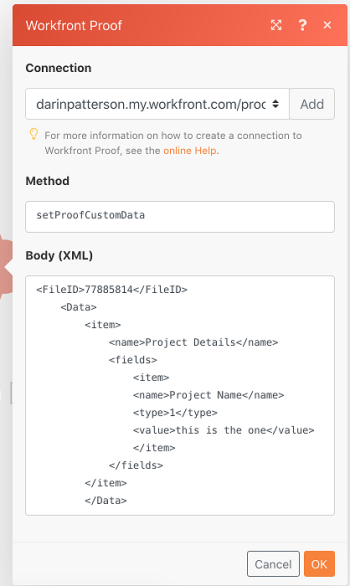 Workfront Proof
Connection
darinpatterson.my.workfront.com/proc Add
For more information on how to create a connection to
Workfront Proof, see the online Help.
Method
setProofCustomData
Body (XML)
<FileID>77885814</FileID>
<Data>
<item>
<name>Project Details</name>
<fields>
<item>
<name>Project Name</name>
<type>1</type>
<value>this is the one</value>
</item>
</fields>
</item>
</Data>
Cancel OK